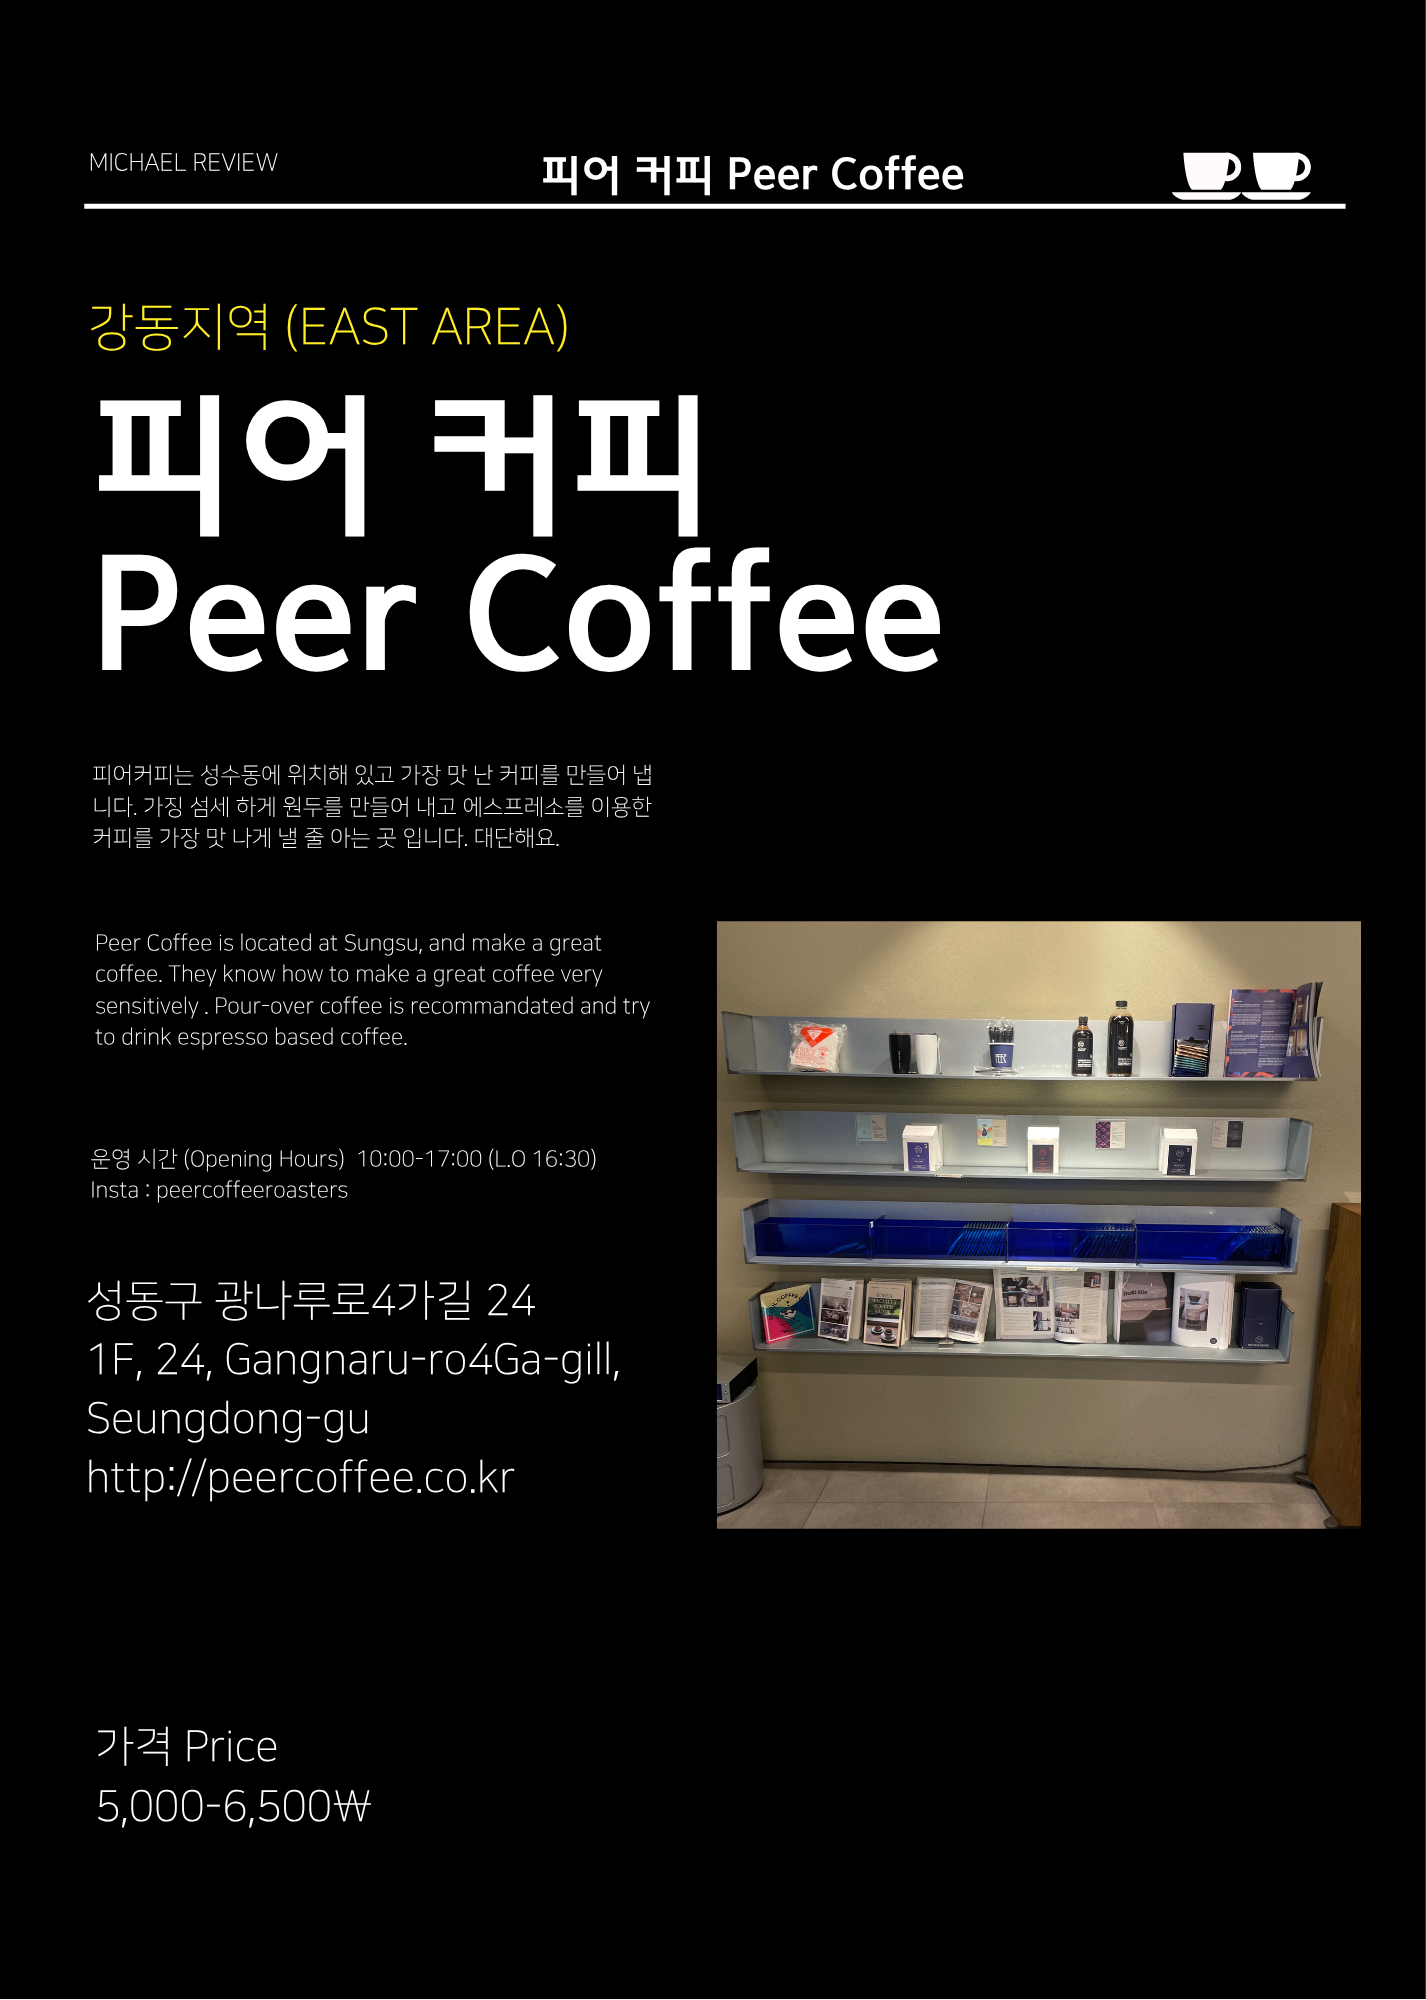 MICHAEL REVIEW
피어 커피 Peer Coffee
강동지역 (EAST AREA)
피어 커피
Peer Coffee
피어커피는 성수동에 위치해 있고 가장 맛 난 커피를 만들어 냅
니다. 가징 섬세 하게 원두를 만들어 내고 에스프레소를 이용한
커피를 가장 맛 나게 낼 줄 아는 곳 입니다. 대단해요.
Peer Coffee is located at Sungsu, and make a great
coffee. They know how to make a great coffee very
sensitively . Pour-over coffee is recommandated and try
to drink espresso based coffee.
운영 시간 (Opening Hours)  10:00-17:00 (L.O 16:30)
Insta : peercoffeeroasters
성동구 광나루로4가길 24
1F, 24, Gangnaru-ro4Ga-gill,
Seungdong-gu
http://peercoffee.co.kr
가격 Price
5,000-6,500₩